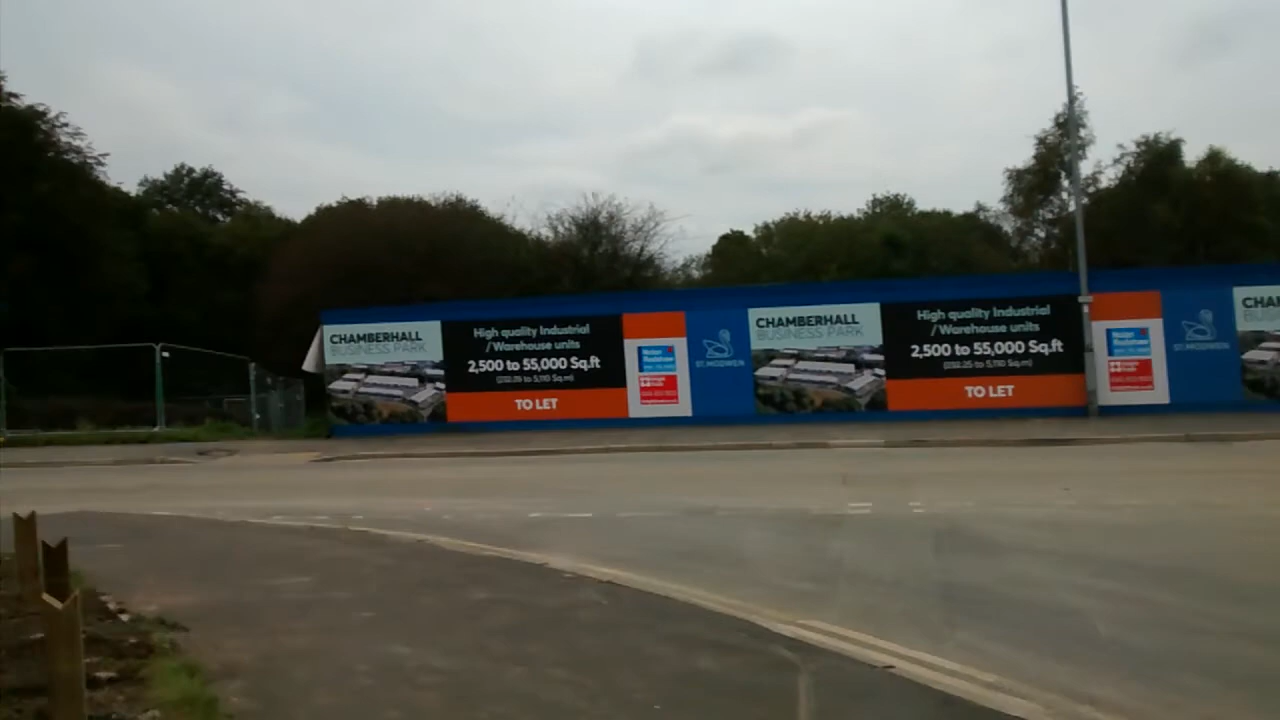 CHAMBERHALL
BUSINESS PARK
High quality Industrial
/Warehouse units
2,500 to 55,000 Sq.ft
TO LET
ST. MODWEN
CHAMBERHALL
BUSINESS PARK
High quality Industrial
/Warehouse units
2,500 to 55,000 Sq.ft
TO LET
ST. MODWEN
CHA
BUSI